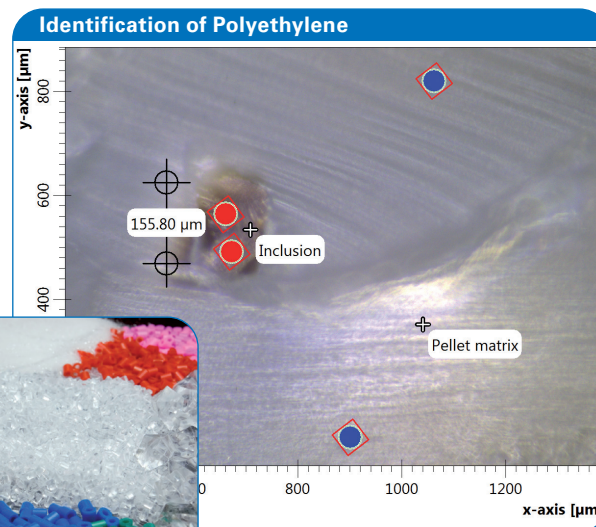 Identification of Polyethylene
y-axis [µm]
800
600
400
155.80 µm
Inclusion
Pellet matrix
0
800
1000
1200
x-axis [µm